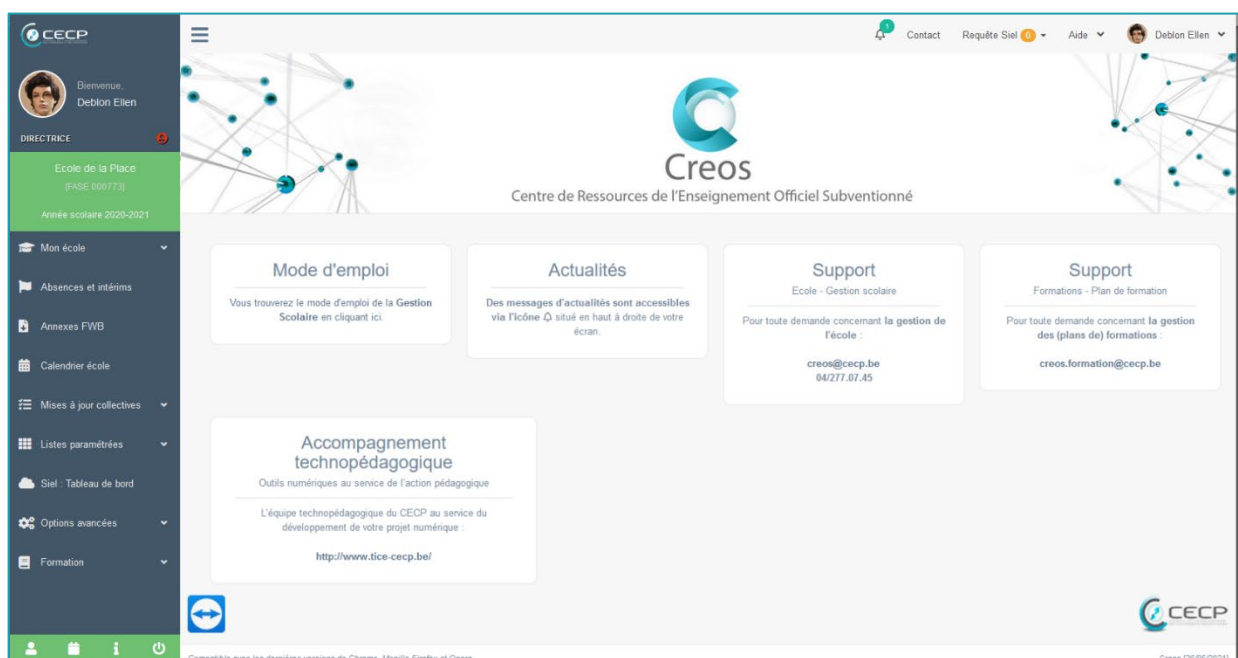 CECP
1
Contact
Requête Siel 0
Aide
Deblon Ellen
Bienvenue,
Deblon Ellen
DIRECTRICE
Ecole de la Place
[FASE 000773]
Année scolaire 2020-2021
Mon école
Absences et intérims
Annexes FWB
Calendrier école
Mises à jour collectives
Listes paramétrées
Siel : Tableau de bord
Options avancées
Formation
Creos
Centre de Ressources de l'Enseignement Officiel Subventionné
Mode d'emploi
Vous trouverez le mode d'emploi de la Gestion
Scolaire en cliquant ici.
Actualités
Des messages d'actualités sont accessibles
via l'icône situé en haut à droite de votre
écran.
Support
Ecole - Gestion scolaire
Pour toute demande concernant la gestion de
l'école :
creos@cecp.be
04/277.07.45
Support
Formations - Plan de formation
Pour toute demande concernant la gestion
des (plans de) formations :
creos.formation@cecp.be
Accompagnement
technopédagogique
Outils numériques au service de l'action pédagogique
L'équipe technopédagogique du CECP au service du
développement de votre projet numérique :
http://www.tice-cecp.be/
CECP